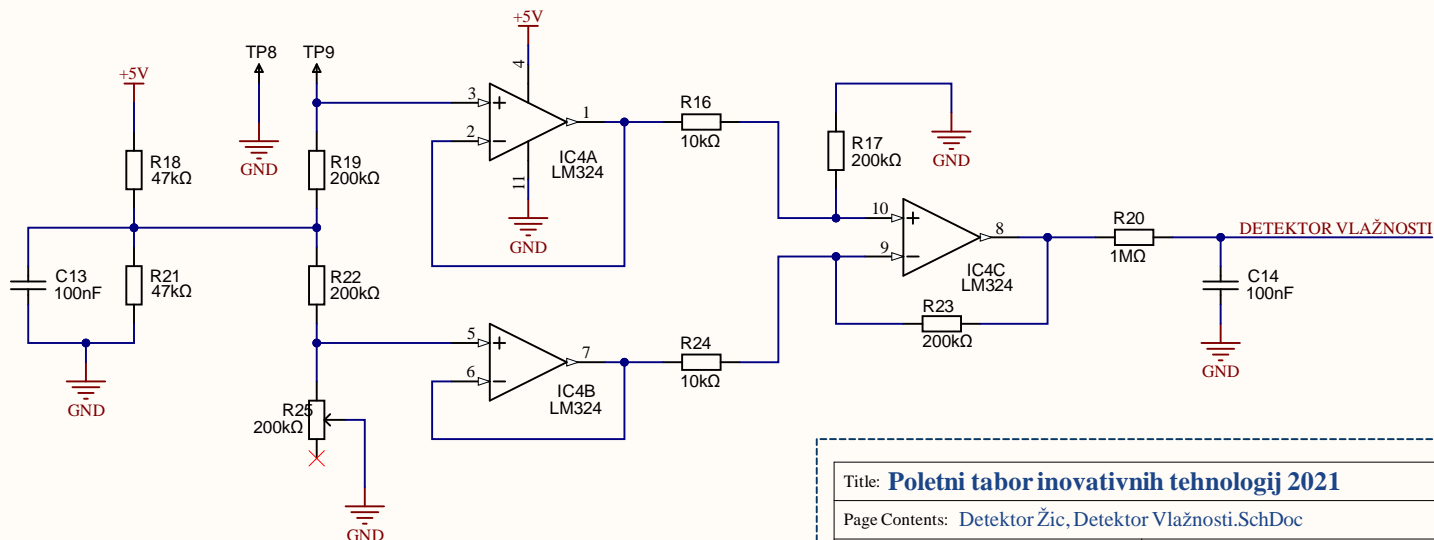 +5V
TP8
TP9
+5V
4
3
2
1
11
IC4A
LM324
GND
R16
10kΩ
R17
200kΩ
GND
R18
47kΩ
GND
R19
200kΩ
10
9
8
IC4C
LM324
R20
1MΩ
DETEKTOR VLAŽNOSTI
C13
100nF
R21
47kΩ
R22
200kΩ
C14
100nF
R23
200kΩ
GND
GND
5
6
7
IC4B
LM324
R24
10kΩ
R25
200kΩ
GND
Title: Poletni tabor inovativnih tehnologij 2021
Page Contents: Detektor Žic, Detektor Vlažnosti.SchDoc